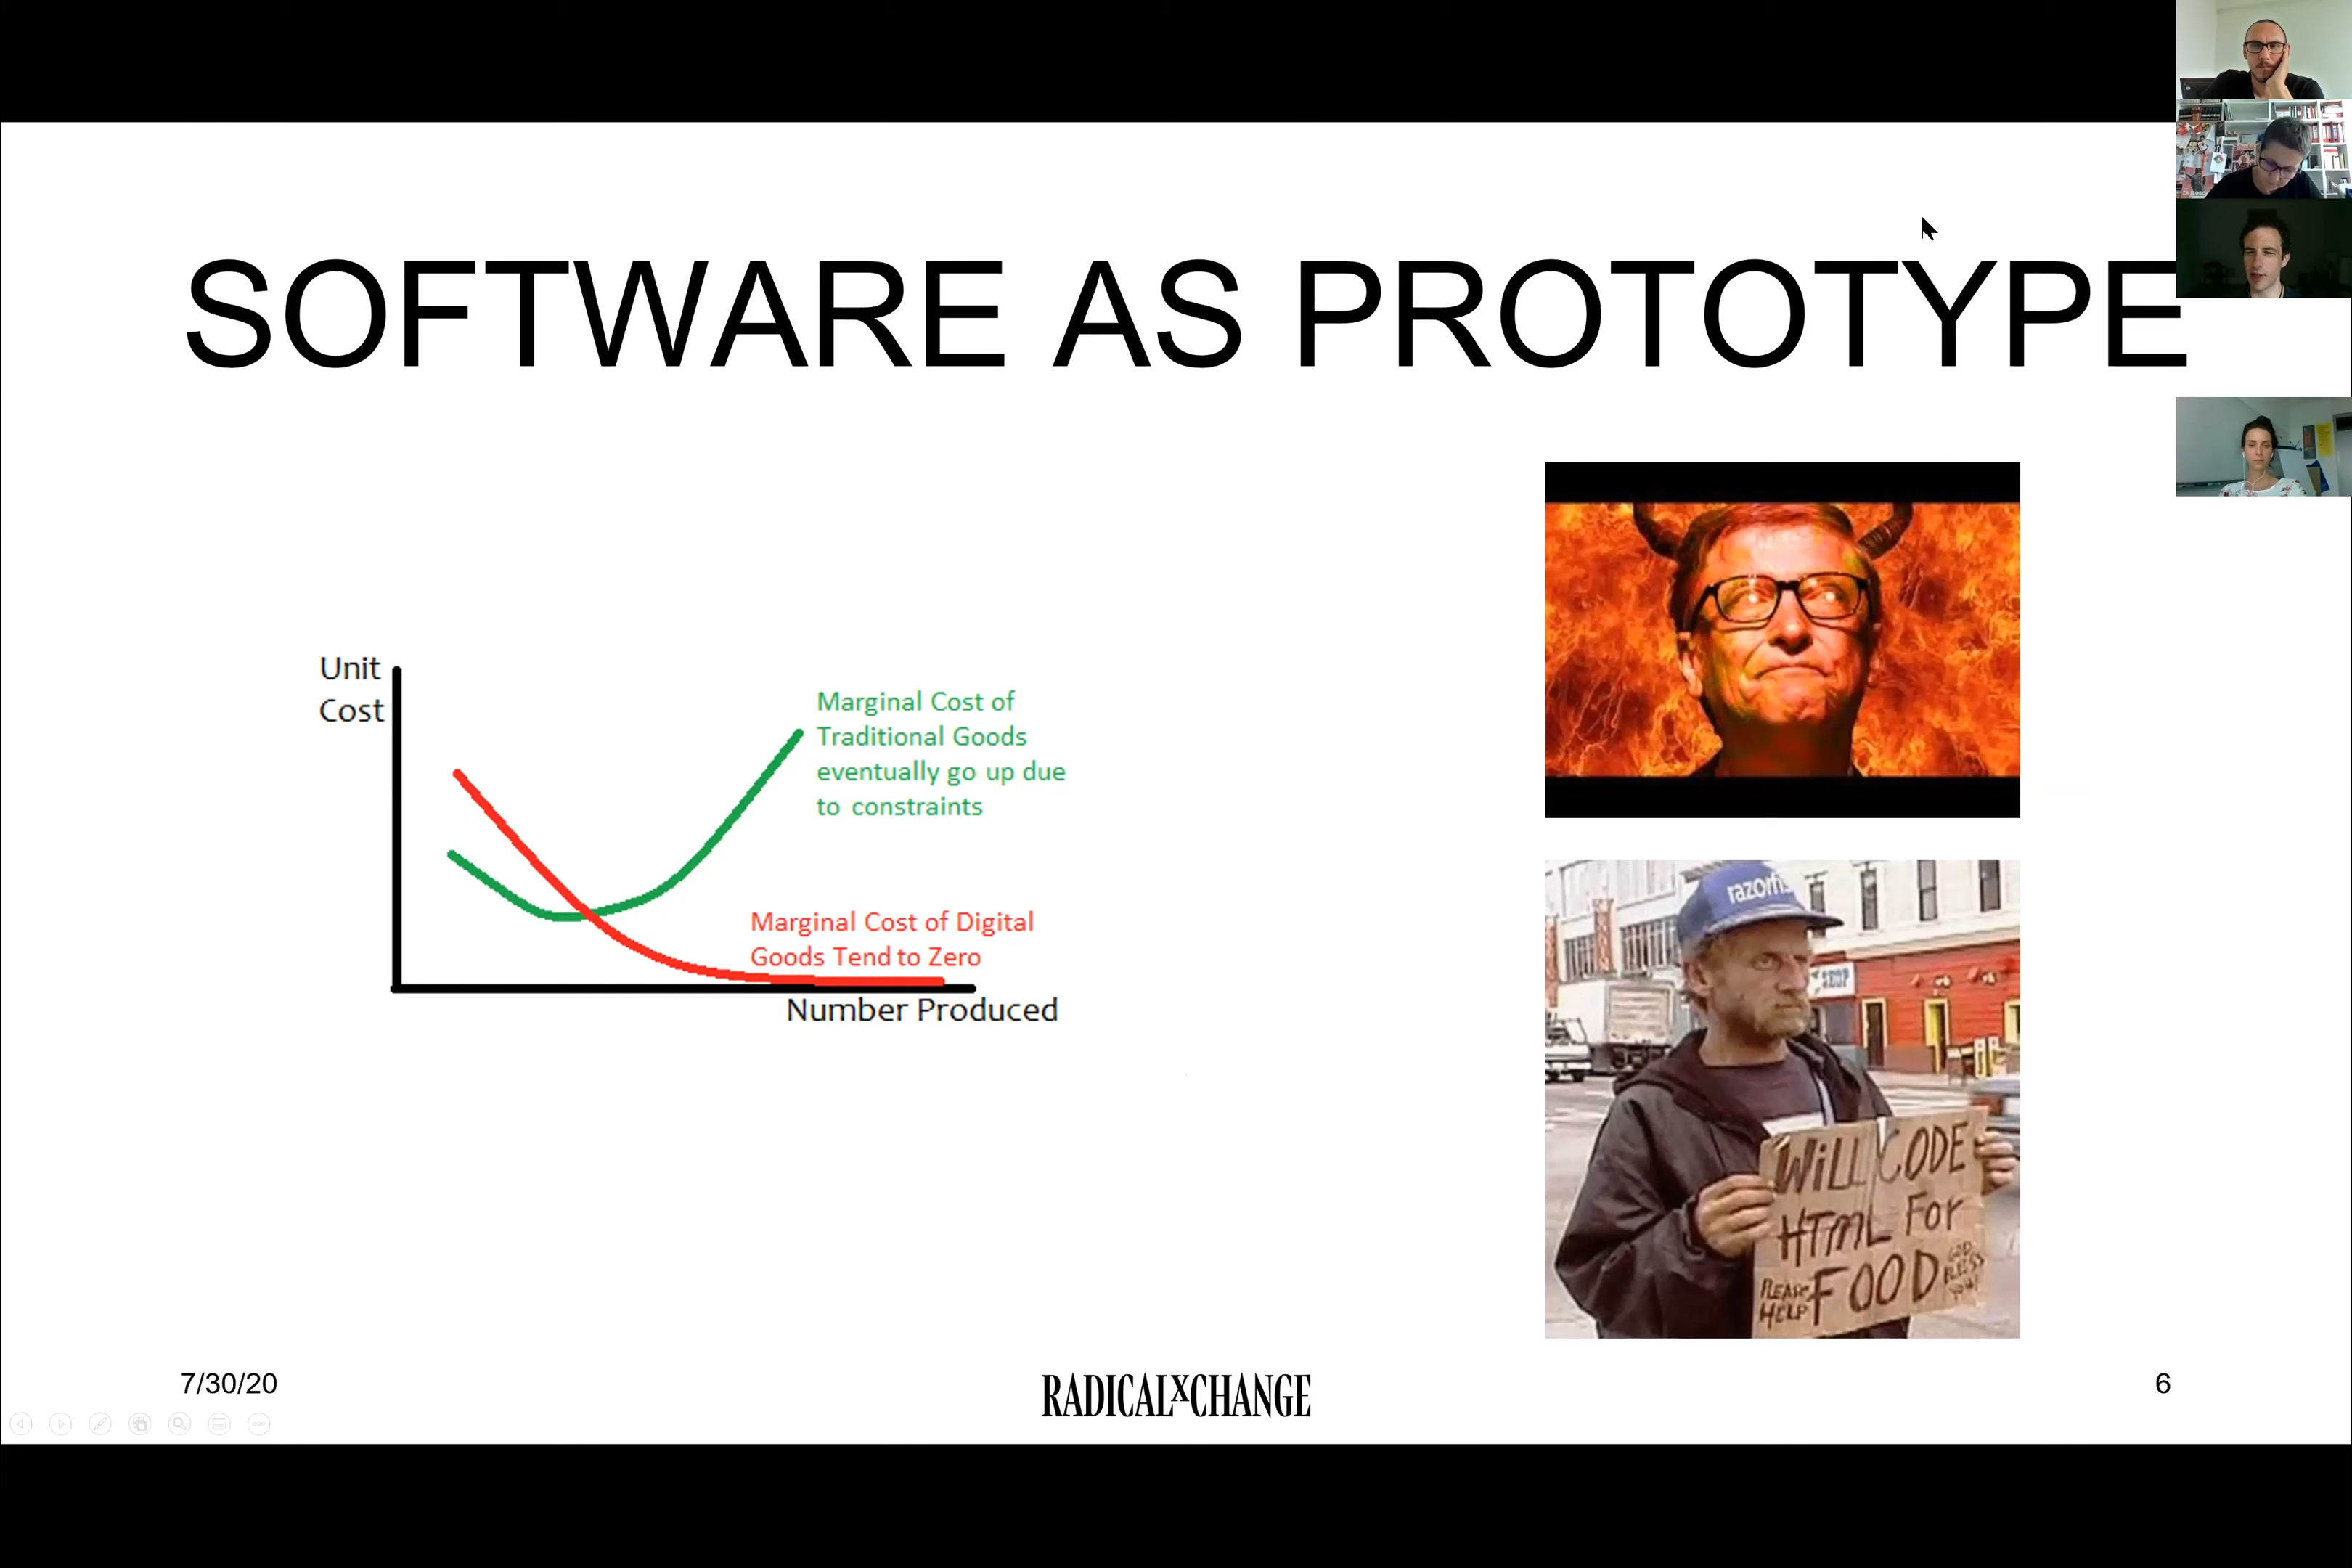 SOFTWARE AS PROTOTYPE
Unit
Cost
Marginal Cost of
Traditional Goods
eventually go up due
to constraints
Marginal Cost of Digital
Goods Tend to Zero
Number Produced
WiLL CODE
HTML For
FOOD
PLEASE
HELP
GOD
BLESS
YOU!
7/30/20
RADICALXCHANGE
6